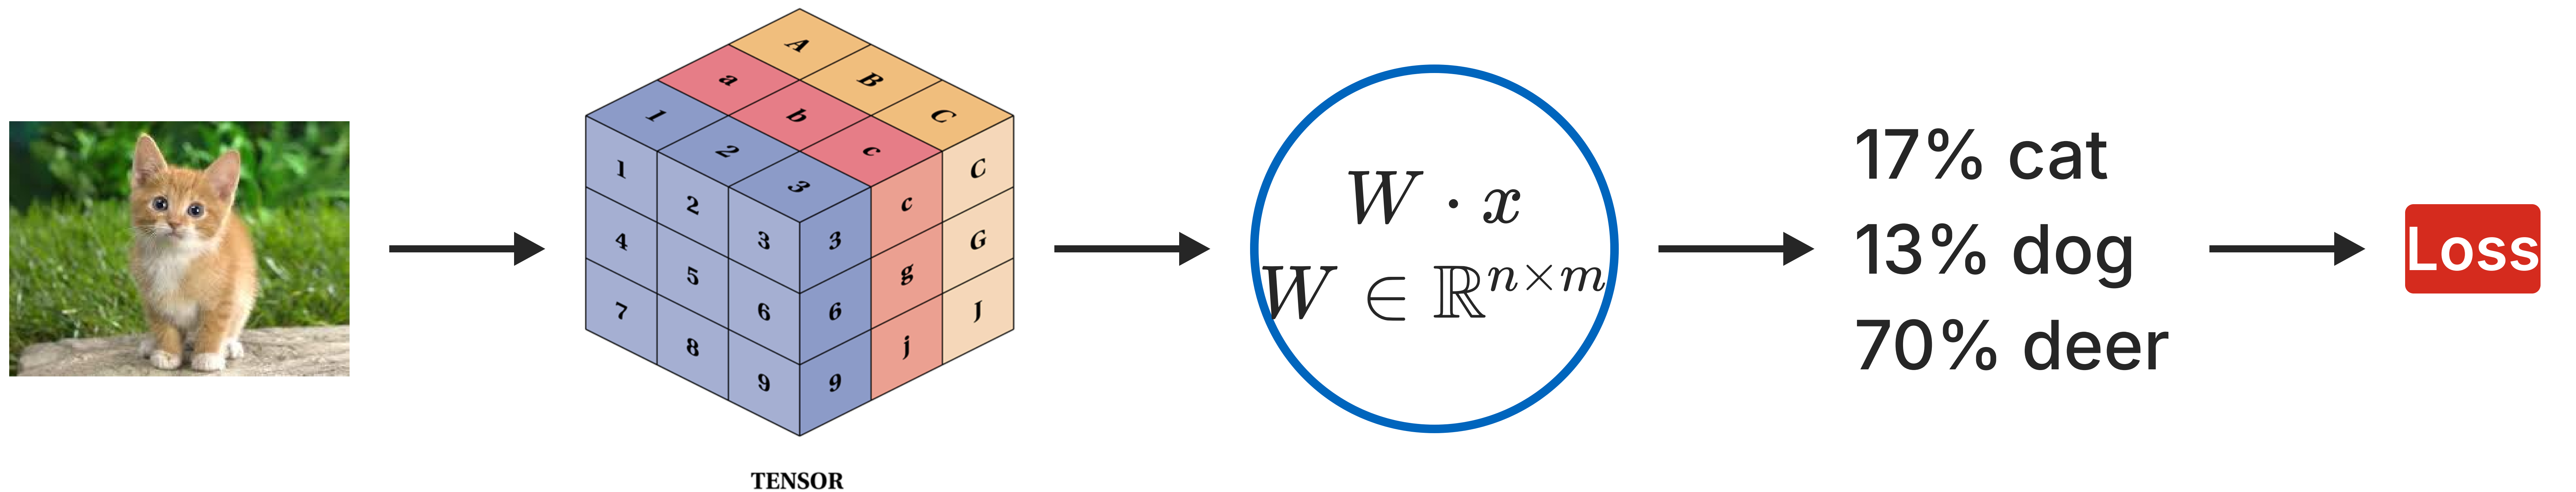 A
a B
1 b C
2 c
3
1 2 3
4 5 6
7 8 9
3 c C
6 g G
9 j J
TENSOR
W · x
W ∈ ℝ^{n×m}
17% cat
13% dog
70% deer
Loss